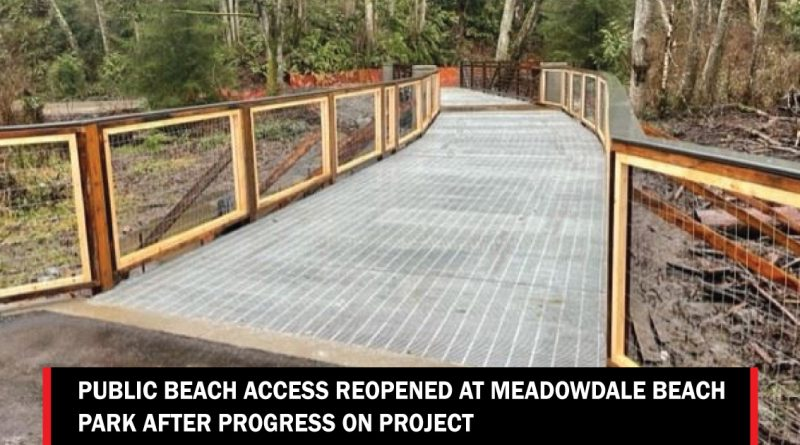 PUBLIC BEACH ACCESS REOPENED AT MEADOWDALE BEACH
PARK AFTER PROGRESS ON PROJECT